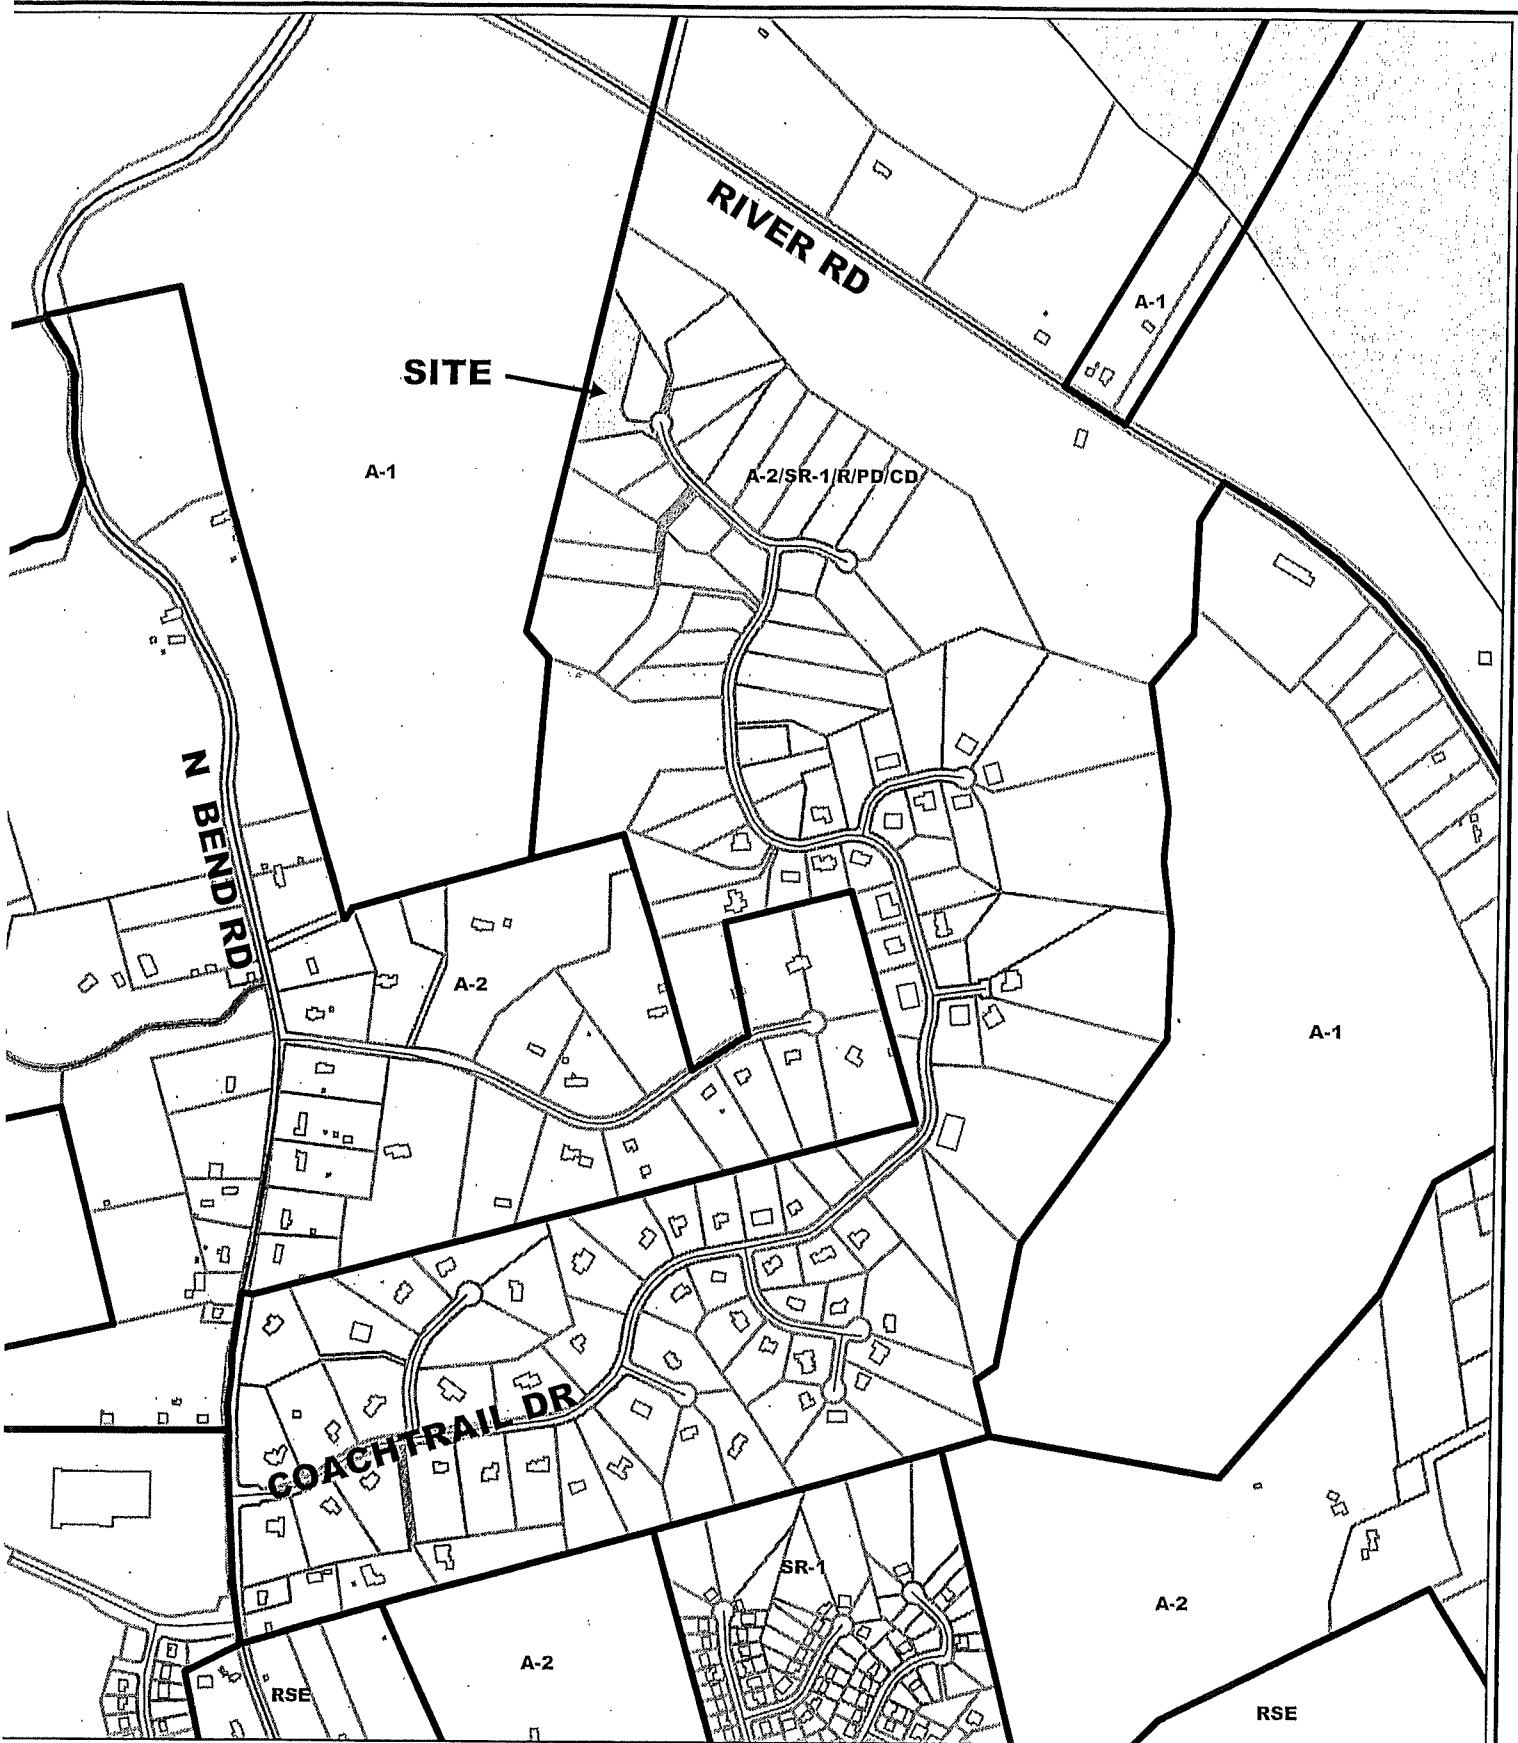 RIVER RD
A-1
SITE
A-1
A-2/SR-1/R/PD/CD
N BEND RD
A-2
A-1
COACHTRAIL DR
SR-1
A-2
A-2
RSE
RSE